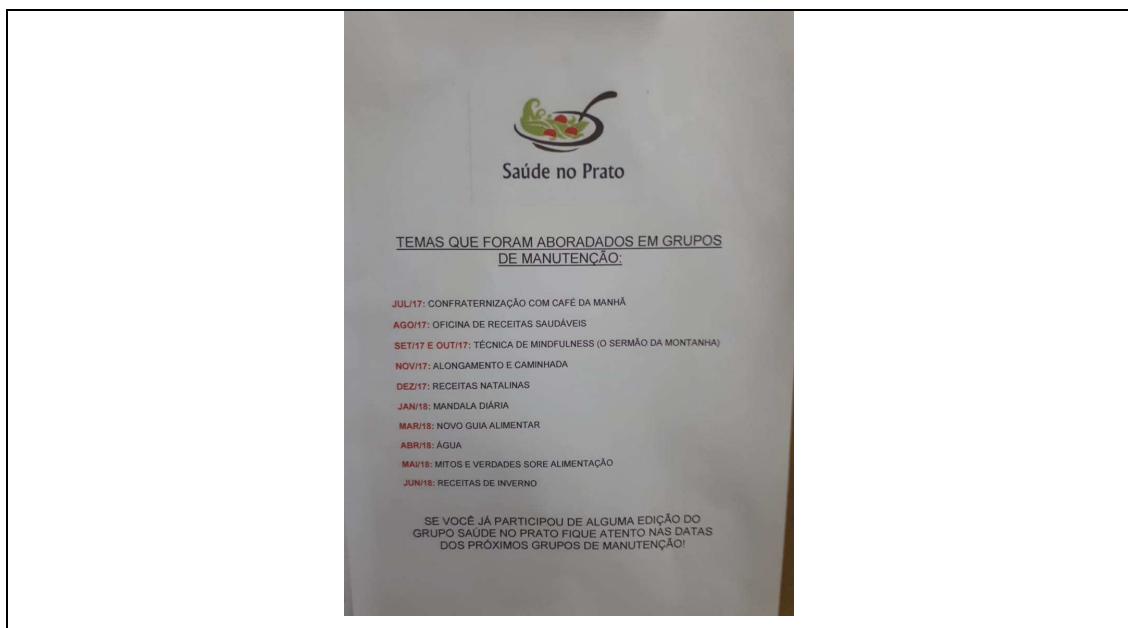 Saúde no Prato
TEMAS QUE FORAM ABORADADOS EM GRUPOS
DE MANUTENÇÃO:
JUL/17: CONFRATERNIZAÇÃO COM CAFÉ DA MANHÃ
AGO/17: OFICINA DE RECEITAS SAUDÁVEIS
SET/17 E OUT/17: TÉCNICA DE MINDFULNESS (O SERMÃO DA MONTANHA)
NOV/17: ALONGAMENTO E CAMINHADA
DEZ/17: RECEITAS NATALINAS
JAN/18: MANDALA DIÁRIA
MAR/18: NOVO GUIA ALIMENTAR
ABR/18: ÁGUA
MAI/18: MITOS E VERDADES SORE ALIMENTAÇÃO
JUN/18: RECEITAS DE INVERNO
SE VOCÊ JÁ PARTICIPOU DE ALGUMA EDIÇÃO DO
GRUPO SAÚDE NO PRATO FIQUE ATENTO NAS DATAS
DOS PRÓXIMOS GRUPOS DE MANUTENÇÃO!